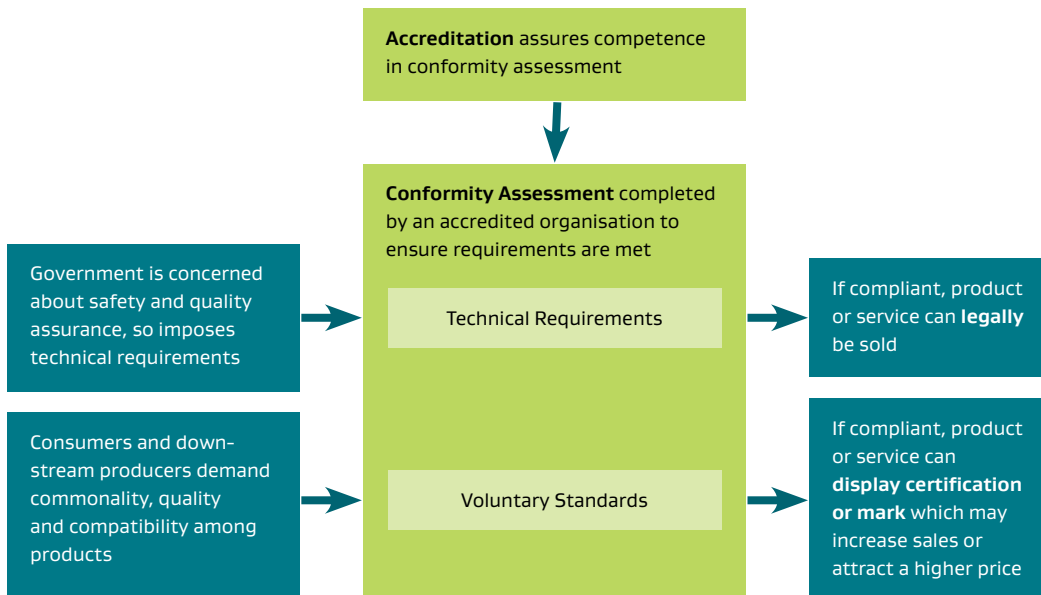 Accreditation assures competence
in conformity assessment
Conformity Assessment completed
by an accredited organisation to
ensure requirements are met
Government is concerned
about safety and quality
assurance, so imposes
technical requirements
Technical Requirements
If compliant, product
or service can legally
be sold
Consumers and down-
stream producers demand
commonality, quality
and compatibility among
products
Voluntary Standards
If compliant, product
or service can
display certification
or mark which may
increase sales or
attract a higher price